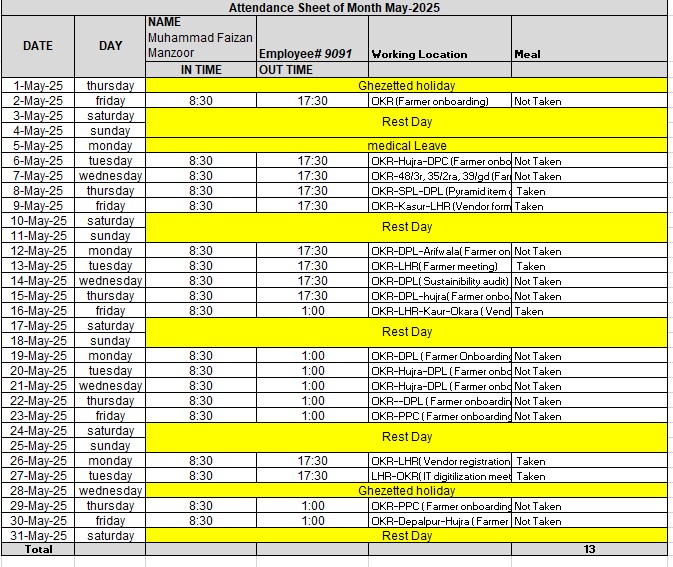 Attendance Sheet of Month May-2025
DATE DAY NAME
Muhammad Faizan Manzoor Employee# 9091 Working Location Meal
IN TIME OUT TIME
1-May-25 thursday Ghezetted holiday
2-May-25 friday 8:30 17:30 OKR(Farmer onboarding) Not Taken
3-May-25 saturday Rest Day
4-May-25 sunday
5-May-25 monday medical Leave
6-May-25 tuesday 8:30 17:30 OKR-Hujra-DPC (Farmer onbo Not Taken
7-May-25 wednesday 8:30 17:30 OKR-48/3r, 35/2ra, 39/gd (Far Not Taken
8-May-25 thursday 8:30 17:30 OKR-SPL-DPL (Pyramid item Taken
9-May-25 friday 8:30 17:30 OKR-Kasur-LHR (Vendor form Taken
10-May-25 saturday Rest Day
11-May-25 sunday
12-May-25 monday 8:30 17:30 OKR-DPL-Arifwala( Farmer on Not Taken
13-May-25 tuesday 8:30 17:30 OKR-LHR( Farmer meeting) Taken
14-May-25 wednesday 8:30 17:30 OKR-DPL( Sustainibility audit) Not Taken
15-May-25 thursday 8:30 17:30 OKR-DPL-hujra( Farmer onbo Not Taken
16-May-25 friday 8:30 1:00 OKR-LHR-Kaur-Okara ( Vend Taken
17-May-25 saturday Rest Day
18-May-25 sunday
19-May-25 monday 8:30 1:00 OKR-DPL ( Farmer Onboarding Not Taken
20-May-25 tuesday 8:30 1:00 OKR-Hujra-DPL ( Farmer onbo Not Taken
21-May-25 wednesday 8:30 1:00 OKR-Hujra-DPL ( Farmer onbo Not Taken
22-May-25 thursday 8:30 1:00 OKR--DPL ( Farmer onboardin Not Taken
23-May-25 friday 8:30 1:00 OKR-PPC ( Farmer onboarding Not Taken
24-May-25 saturday Rest Day
25-May-25 sunday
26-May-25 monday 8:30 17:30 OKR-LHR( Vendor registration Taken
27-May-25 tuesday 8:30 17:30 LHR-OKR(IT digitilization meet Taken
28-May-25 wednesday Ghezetted holiday
29-May-25 thursday 8:30 1:00 OKR-PPC ( Farmer onboarding Not Taken
30-May-25 friday 8:30 1:00 OKR-Depalpur-Hujra ( Farmer Not Taken
31-May-25 saturday Rest Day
Total 13